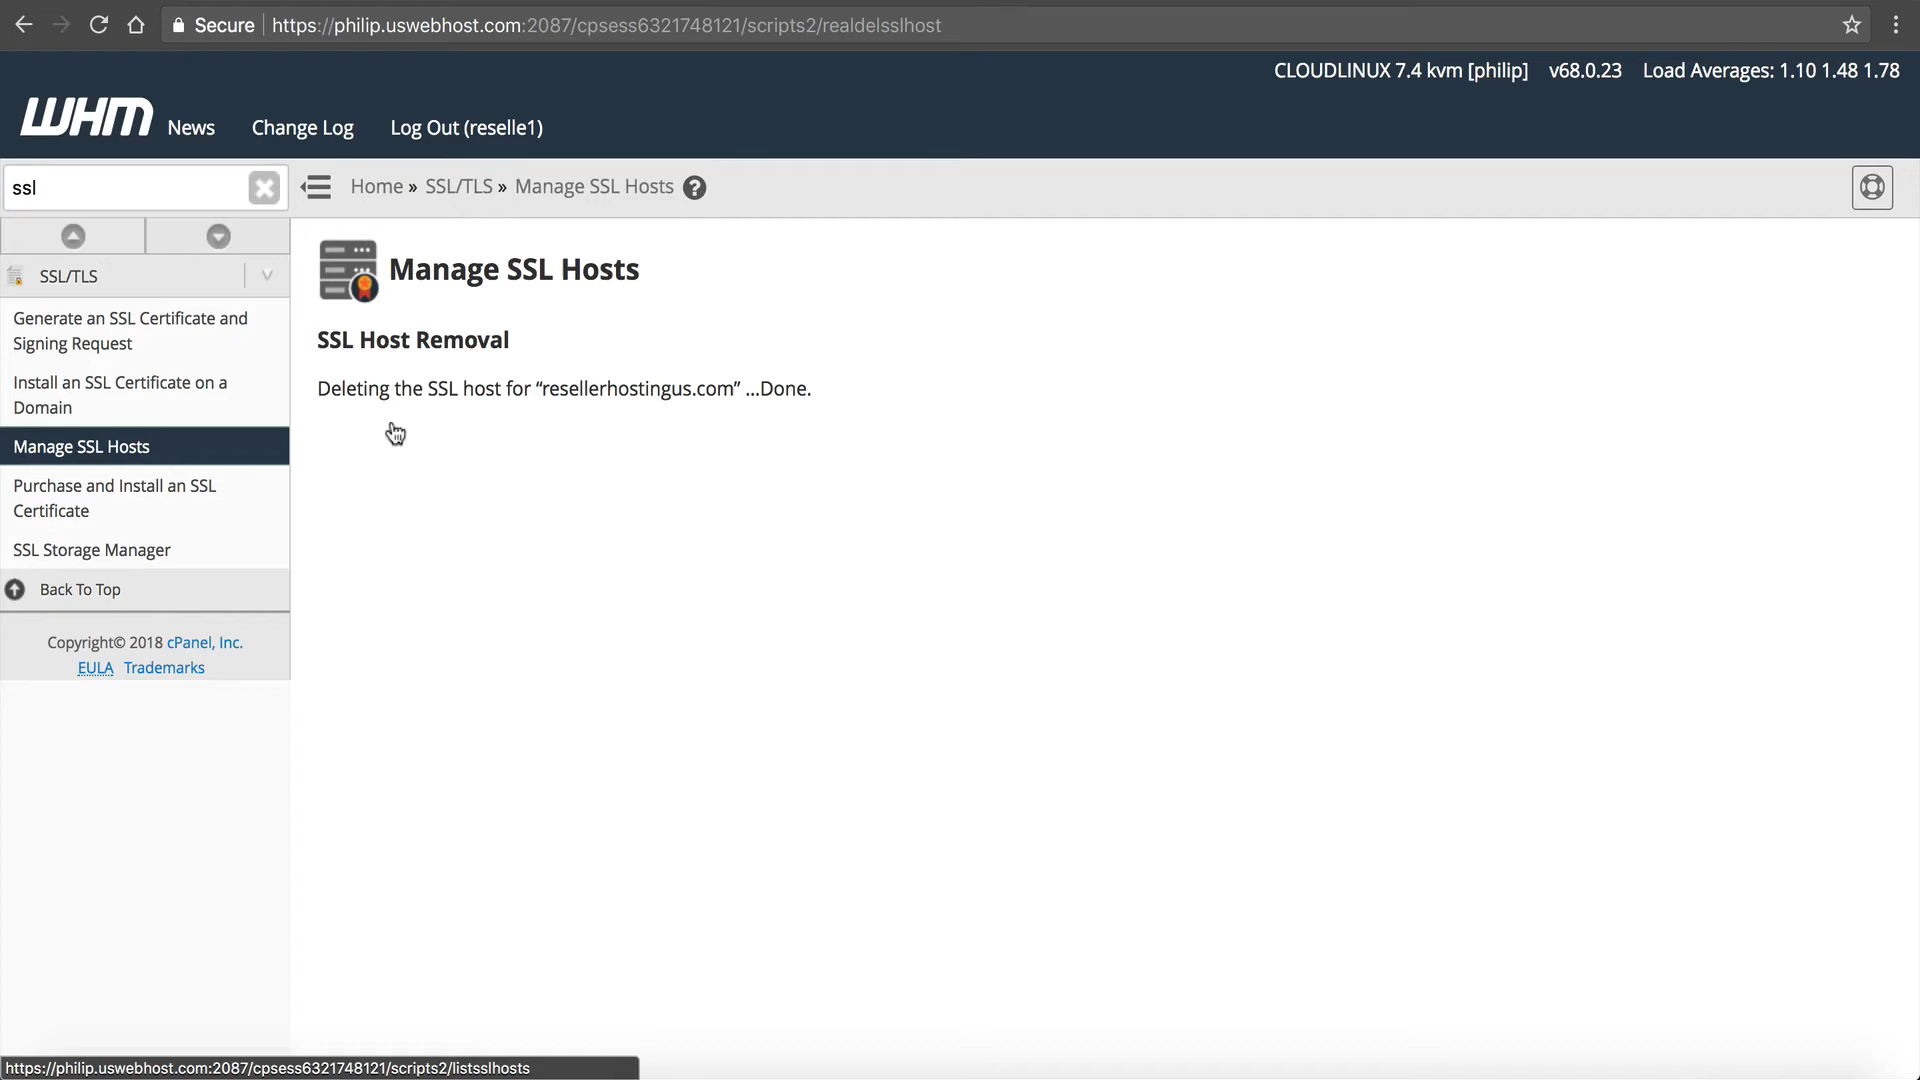 Secure https://philip.uswebhost.com:2087/cpsess6321748121/scripts2/realdelsslhost
CLOUDLINUX 7.4 kvm [philip] v68.0.23 Load Averages: 1.10 1.48 1.78
WHM News Change Log Log Out (reselle1)
ssl
Home » SSL/TLS » Manage SSL Hosts ?
SSL/TLS
Generate an SSL Certificate and
Signing Request
Install an SSL Certificate on a
Domain
Manage SSL Hosts
Purchase and Install an SSL
Certificate
SSL Storage Manager
Back To Top
Copyright© 2018 cPanel, Inc.
EULA Trademarks
Manage SSL Hosts
SSL Host Removal
Deleting the SSL host for “resellerhostingus.com” ...Done.
https://philip.uswebhost.com:2087/cpsess6321748121/scripts2/listsslhosts